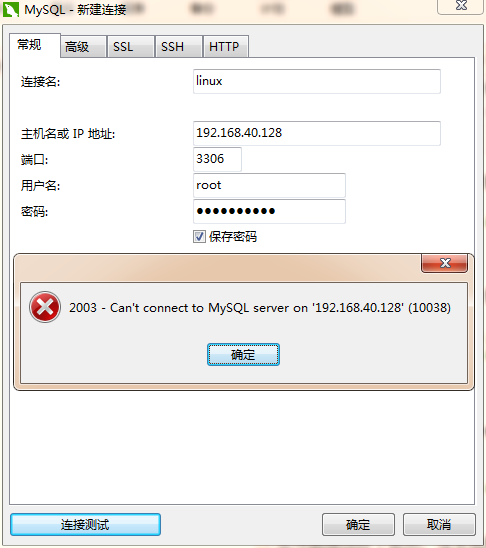 MySQL - 新建连接
常规 高级 SSL SSH HTTP
连接名: linux
主机名或 IP 地址: 192.168.40.128
端口: 3306
用户名: root
密码: ●●●●●●●●●●
保存密码
2003 - Can't connect to MySQL server on '192.168.40.128' (10038)
确定
连接测试 确定 取消